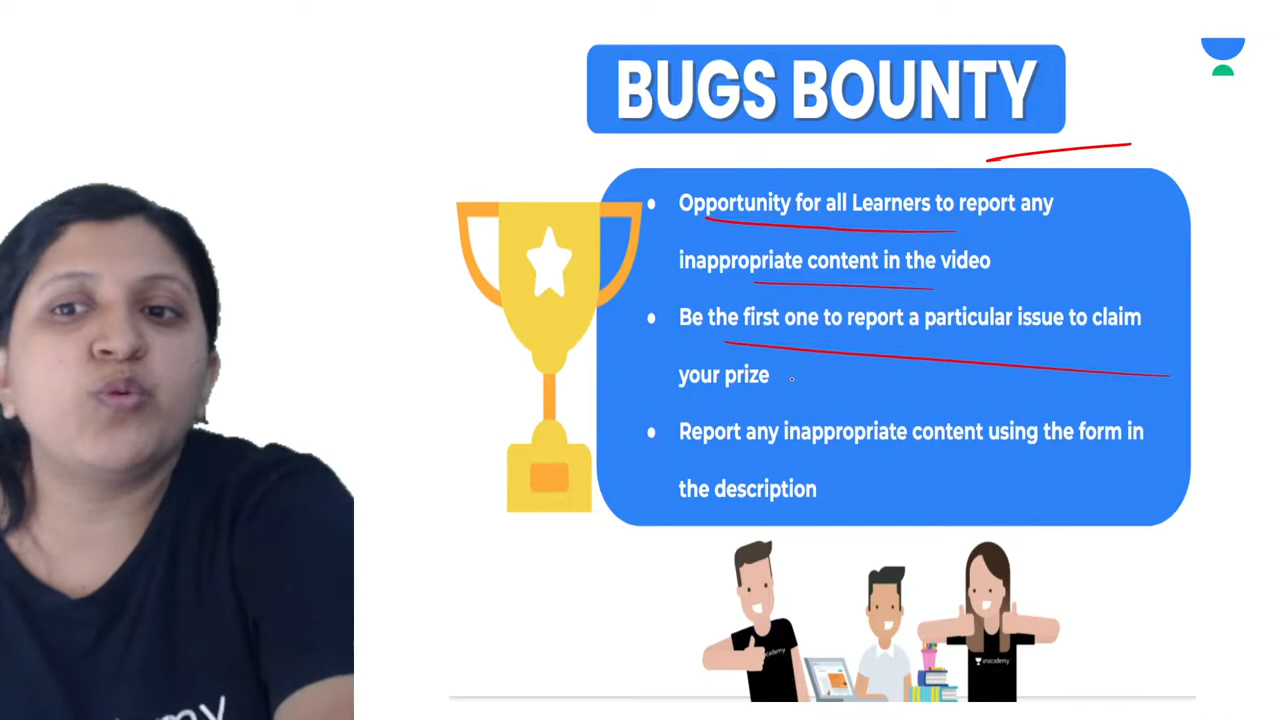 BUGS BOUNTY
• Opportunity for all Learners to report any
inappropriate content in the video
• Be the first one to report a particular issue to claim
your prize
• Report any inappropriate content using the form in
the description
unacademy